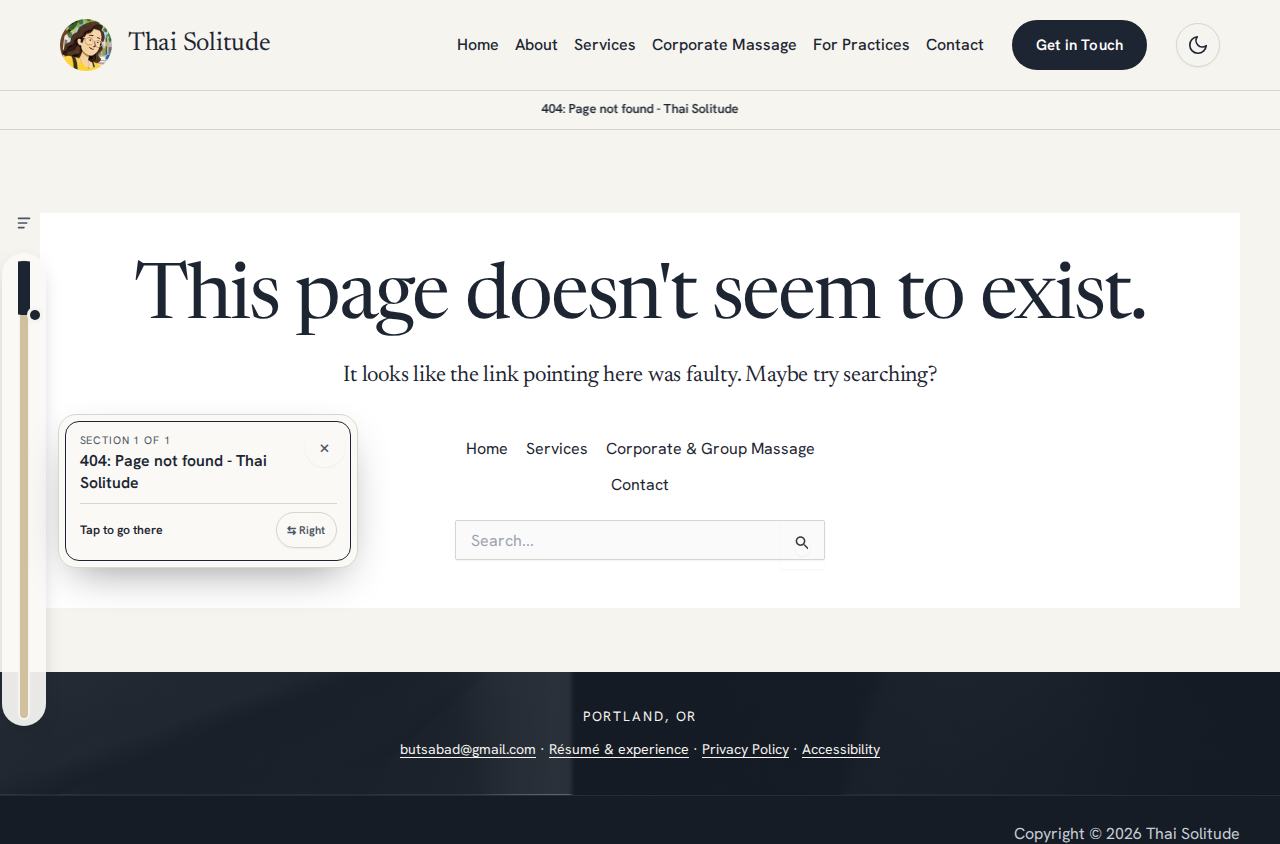 Thai Solitude
Home About Services Corporate Massage For Practices Contact Get in Touch
404: Page not found - Thai Solitude
This page doesn't seem to exist.
It looks like the link pointing here was faulty. Maybe try searching?
SECTION 1 OF 1
404: Page not found - Thai
Solitude
Tap to go there
⇆ Right
Home Services Corporate & Group Massage
Contact
Search...
PORTLAND, OR
butsabad@gmail.com · Résumé & experience · Privacy Policy · Accessibility
Copyright © 2026 Thai Solitude